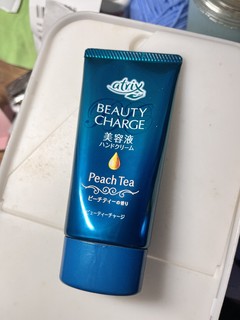 atrix
BEAUTY
CHARGE
美容液
ハンドクリーム
Peach Tea
ピーチティーの香り
ビューティーチャージ